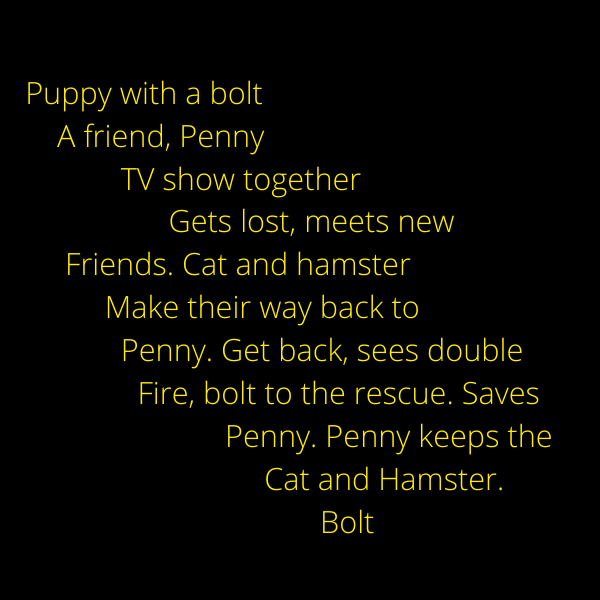 Puppy with a bolt
A friend, Penny
TV show together
Gets lost, meets new
Friends. Cat and hamster
Make their way back to
Penny. Get back, sees double
Fire, bolt to the rescue. Saves
Penny. Penny keeps the
Cat and Hamster.
Bolt